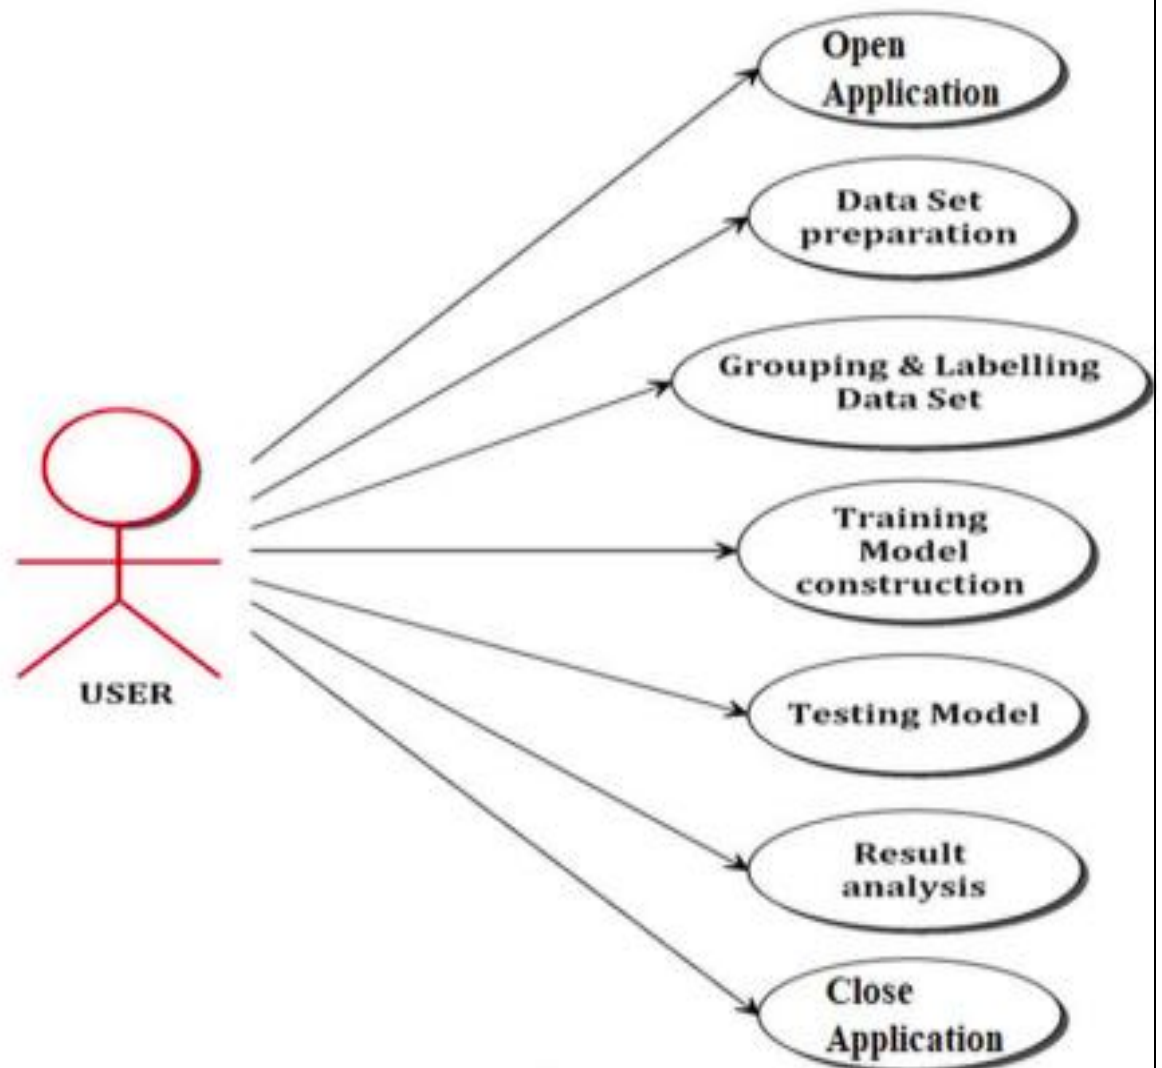 Open
Application
Data Set
preparation
Grouping & Labelling
Data Set
Training
Model
construction
USER
Testing Model
Result
analysis
Close
Application